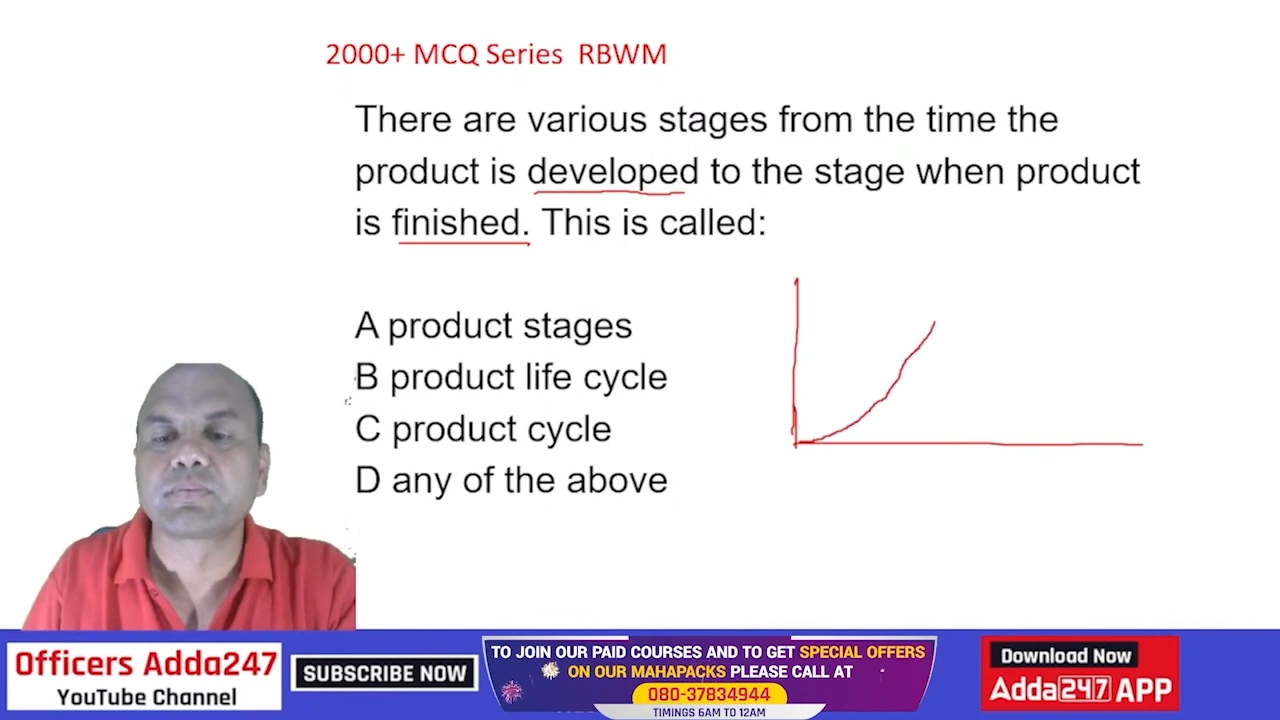 2000+ MCQ Series RBWM
There are various stages from the time the
product is developed to the stage when product
is finished. This is called:
A product stages
B product life cycle
C product cycle
D any of the above
Officers Adda247
YouTube Channel
SUBSCRIBE NOW
TO JOIN OUR PAID COURSES AND TO GET SPECIAL OFFERS
ON OUR MAHAPACKS PLEASE CALL AT
080-37834944
TIMINGS 6AM TO 12AM
Download Now
Adda247 APP